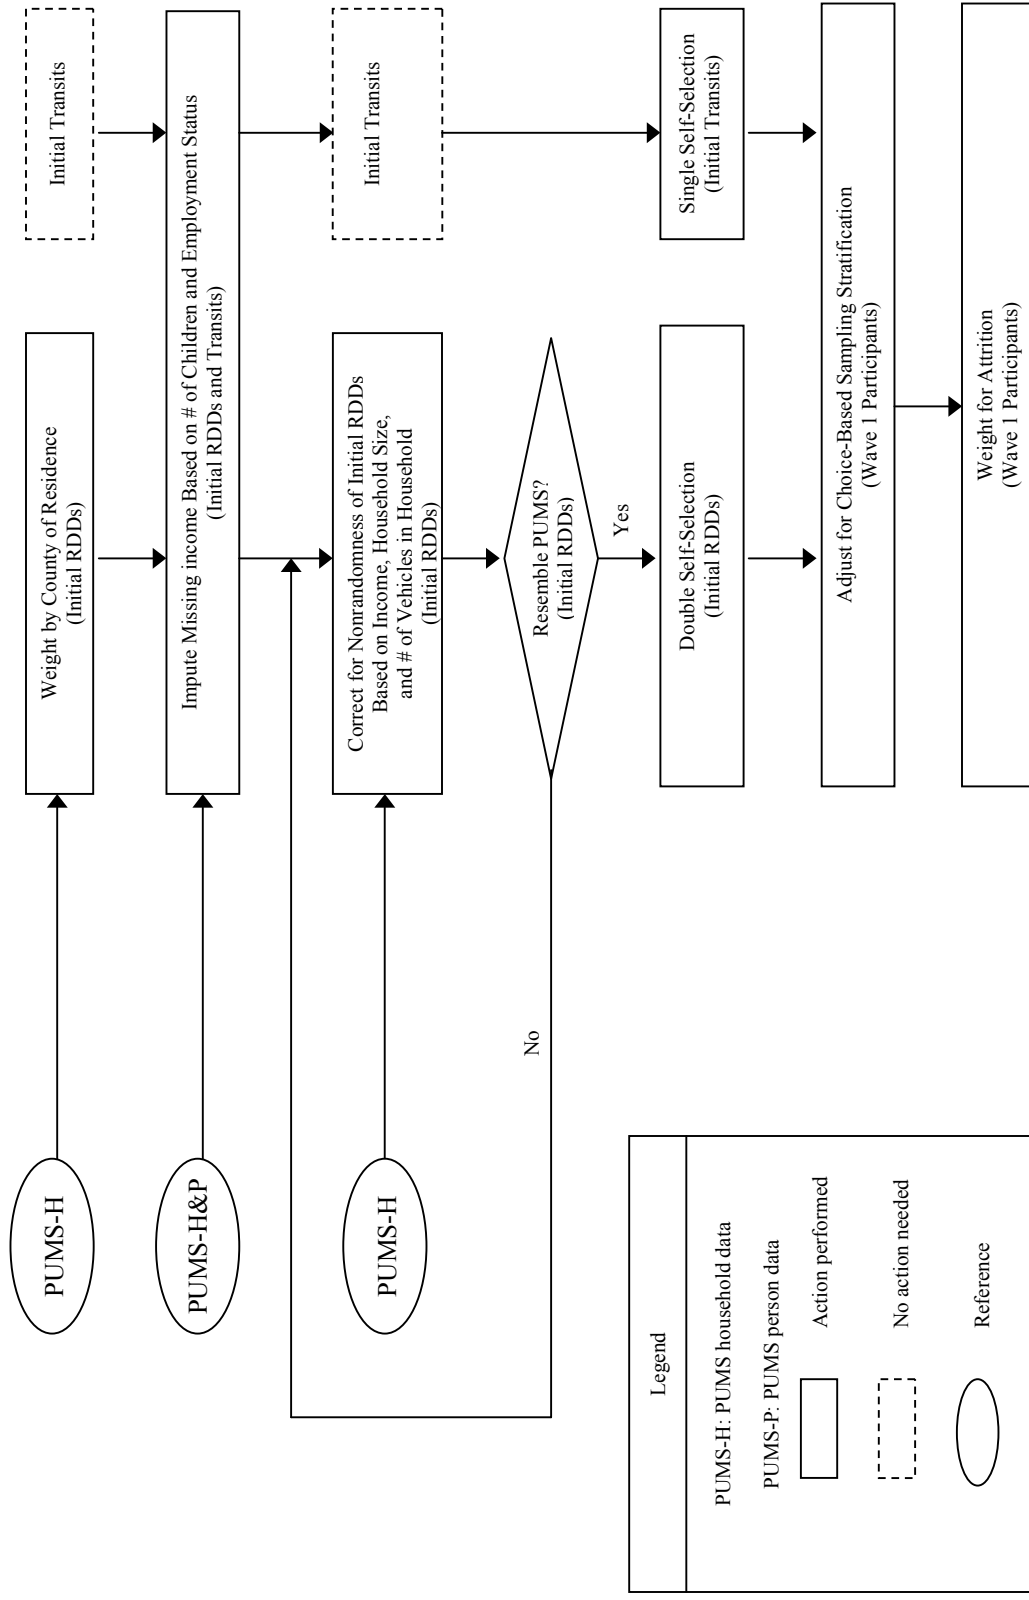 PUMS-H
Weight by County of Residence
(Initial RDDs)
Initial Transits
PUMS-H&P
Impute Missing income Based on # of Children and Employment Status
(Initial RDDs and Transits)
PUMS-H
Correct for Nonrandomness of Initial RDDs
Based on Income, Household Size,
and # of Vehicles in Household
(Initial RDDs)
Initial Transits
Resemble PUMS?
(Initial RDDs)
No
Yes
Double Self-Selection
(Initial RDDs)
Single Self-Selection
(Initial Transits)
Adjust for Choice-Based Sampling Stratification
(Wave 1 Participants)
Weight for Attrition
(Wave 1 Participants)
Legend
PUMS-H: PUMS household data
PUMS-P: PUMS person data
Action performed
No action needed
Reference